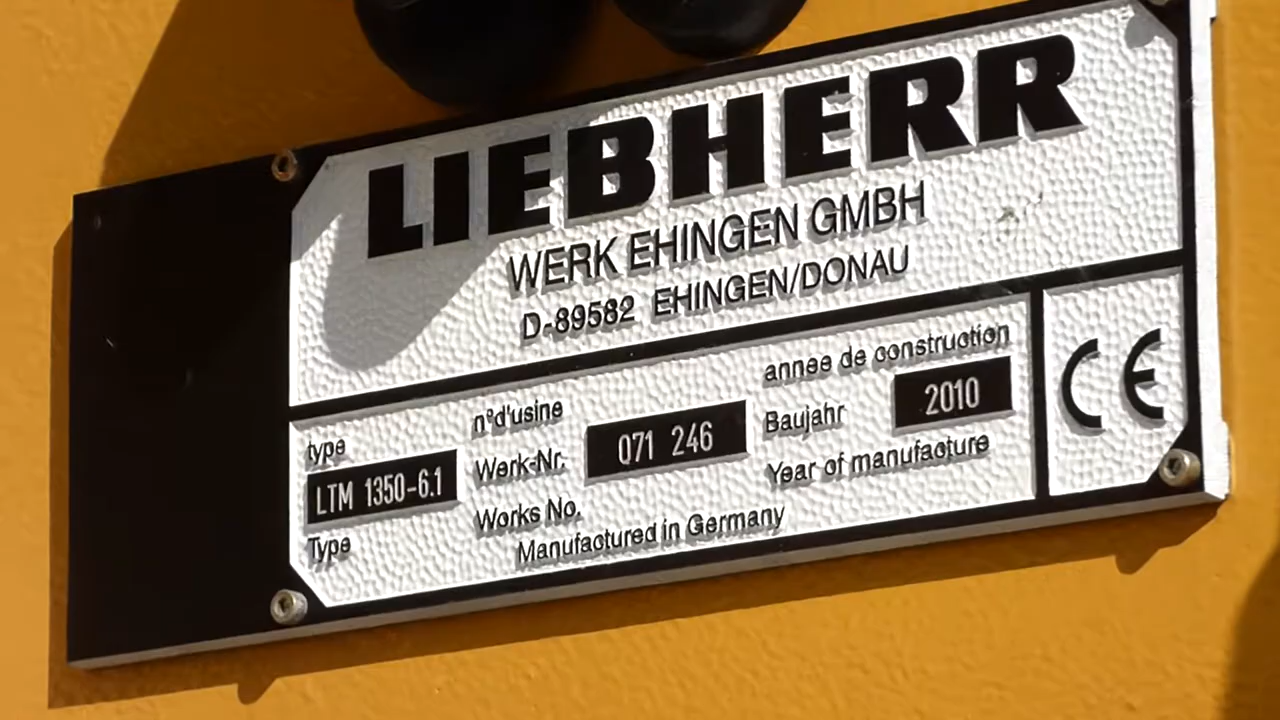 LIEBHERR
WERK EHINGEN GMBH
D-89582 EHINGEN/DONAU
type
LTM 1350-6.1
Type
n°d'usine
Werk-Nr.
Works No.
071 246
annee de construction
Baujahr
Year of manufacture
2010
Manufactured in Germany
CE